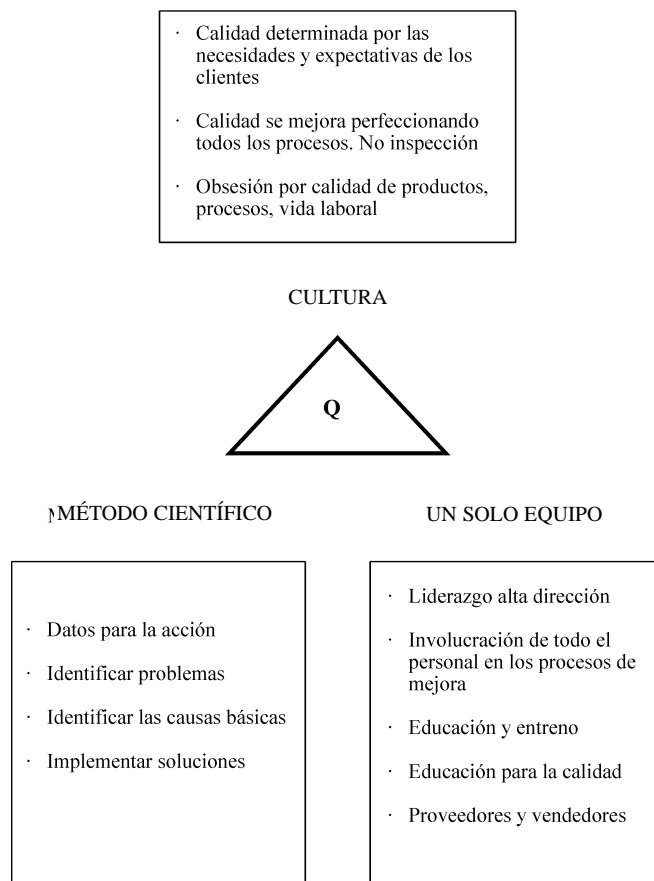 · Calidad determinada por las
necesidades y expectativas de los
clientes
· Calidad se mejora perfeccionando
todos los procesos. No inspección
· Obsesión por calidad de productos,
procesos, vida laboral
CULTURA
Q
MÉTODO CIENTÍFICO
UN SOLO EQUIPO
· Datos para la acción
· Identificar problemas
· Identificar las causas básicas
· Implementar soluciones
· Liderazgo alta dirección
· Involucración de todo el
personal en los procesos de
mejora
· Educación y entreno
· Educación para la calidad
· Proveedores y vendedores